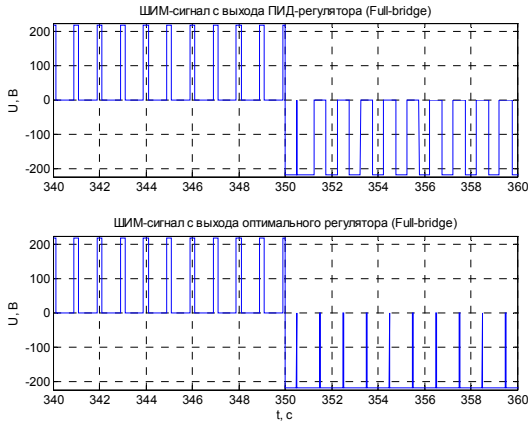 ШИМ-сигнал с выхода ПИД-регулятора (Full-bridge)
U, В
200
100
0
-100
-200
340 342 344 346 348 350 352 354 356 358 360
ШИМ-сигнал с выхода оптимального регулятора (Full-bridge)
U, В
200
100
0
-100
-200
340 342 344 346 348 350 352 354 356 358 360
t, с